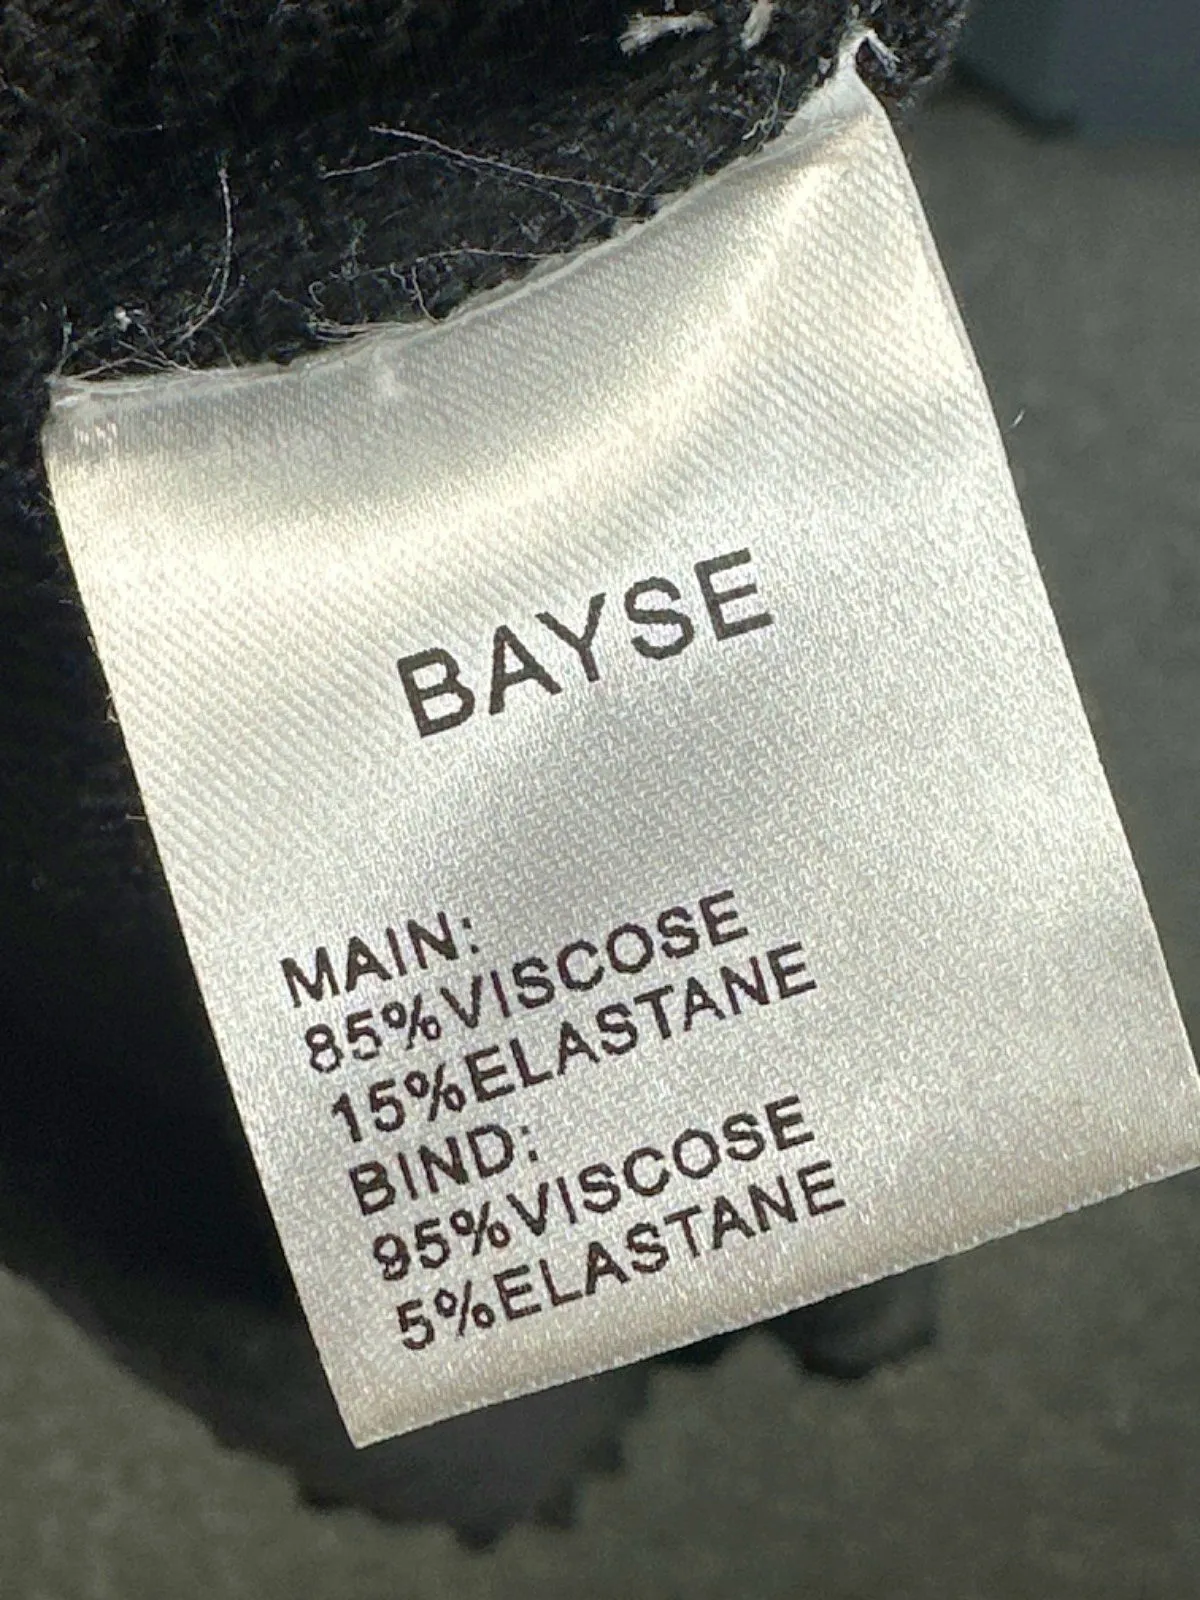 BAYSE
MAIN:
85%VISCOSE
15%ELASTANE
BIND:
95%VISCOSE
5%ELASTANE